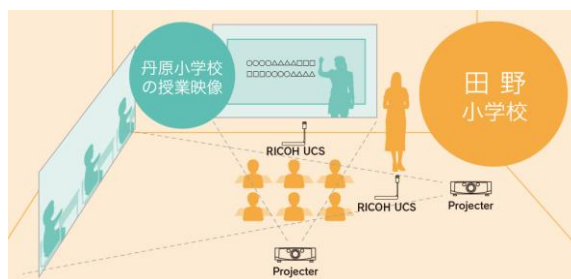 丹原小学校
の授業映像
○○○○△△△△□□□
□□□○○○○△△△△
田野
小学校
RICOH UCS
RICOH UCS
Projecter
Projecter